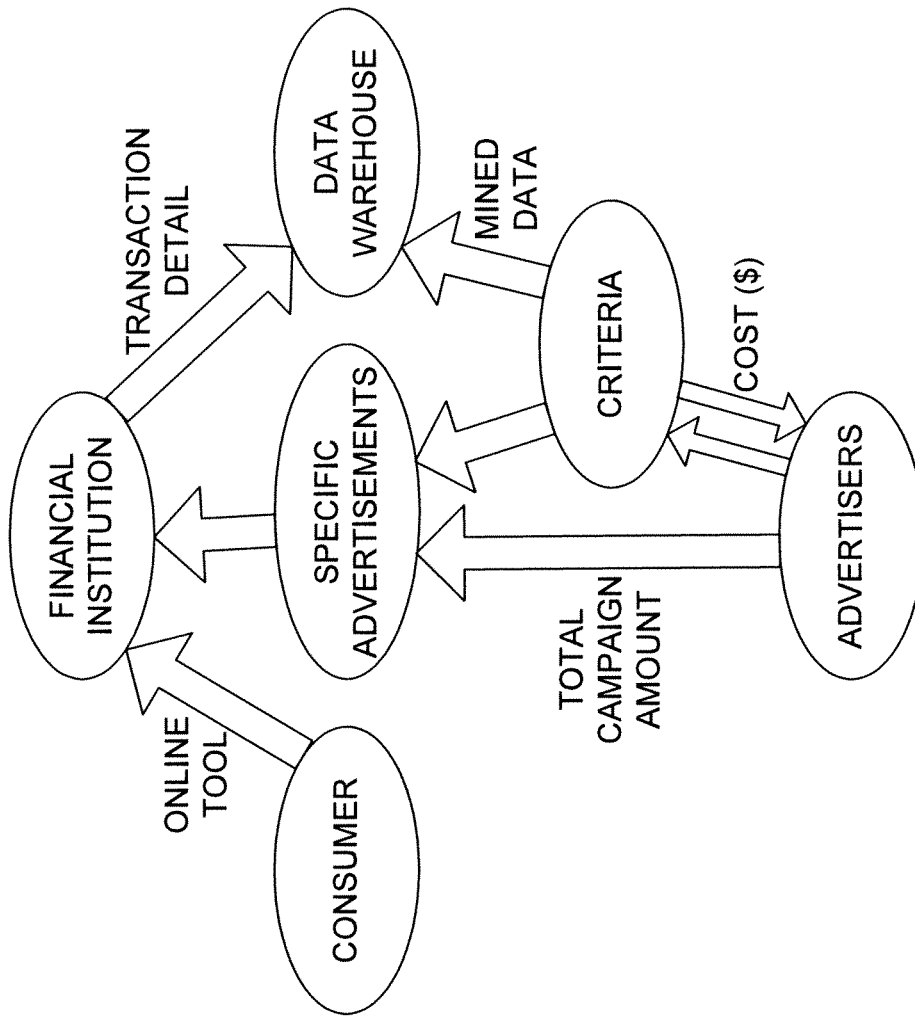 FINANCIAL
INSTITUTION
ONLINE
TOOL
TRANSACTION
DETAIL
CONSUMER
SPECIFIC
ADVERTISEMENTS
DATA
WAREHOUSE
MINED
DATA
TOTAL
CAMPAIGN
AMOUNT
CRITERIA
COST ($)
ADVERTISERS